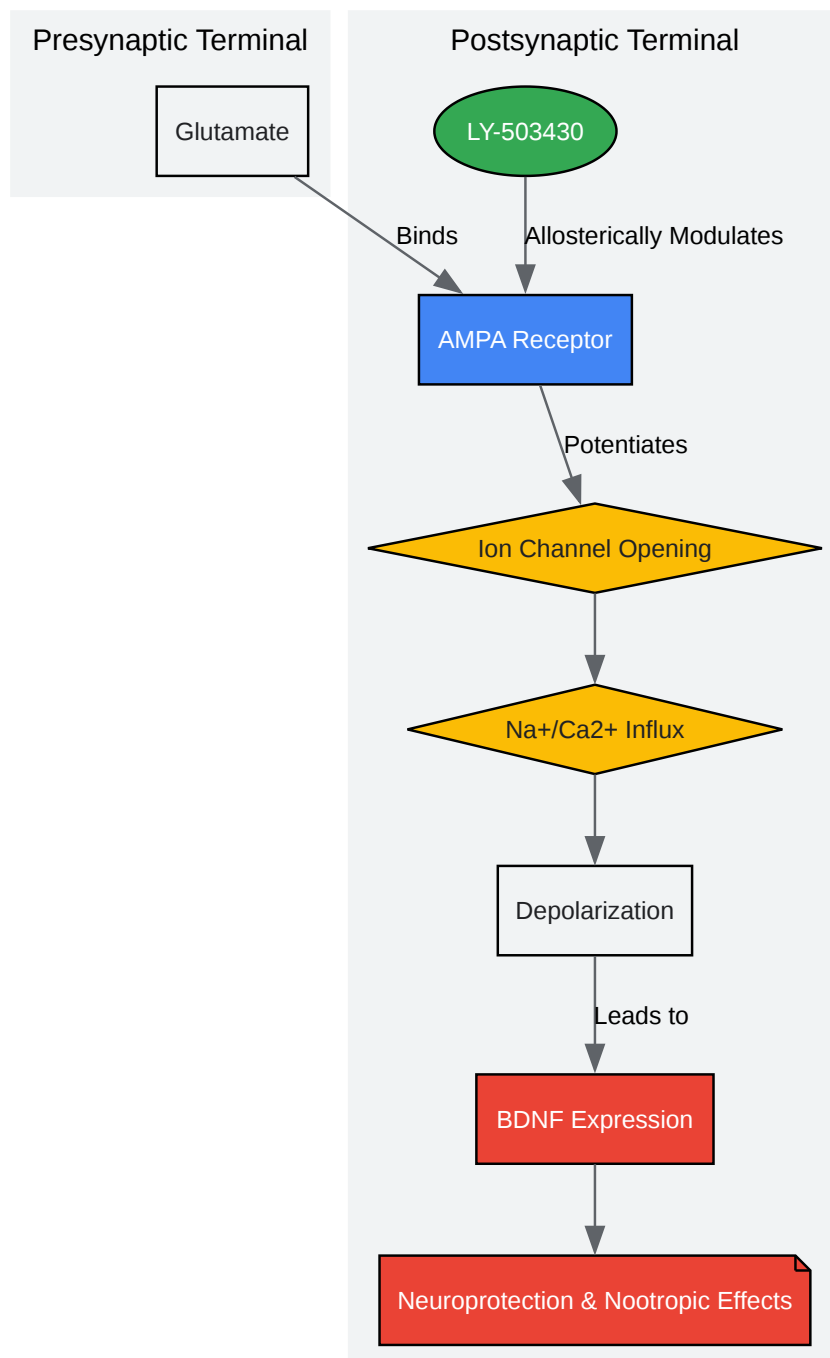 Presynaptic Terminal
Postsynaptic Terminal
Glutamate
LY-503430
Binds
Allosterically Modulates
AMPA Receptor
Potentiates
Ion Channel Opening
Na+/Ca2+ Influx
Depolarization
Leads to
BDNF Expression
Neuroprotection & Nootropic Effects